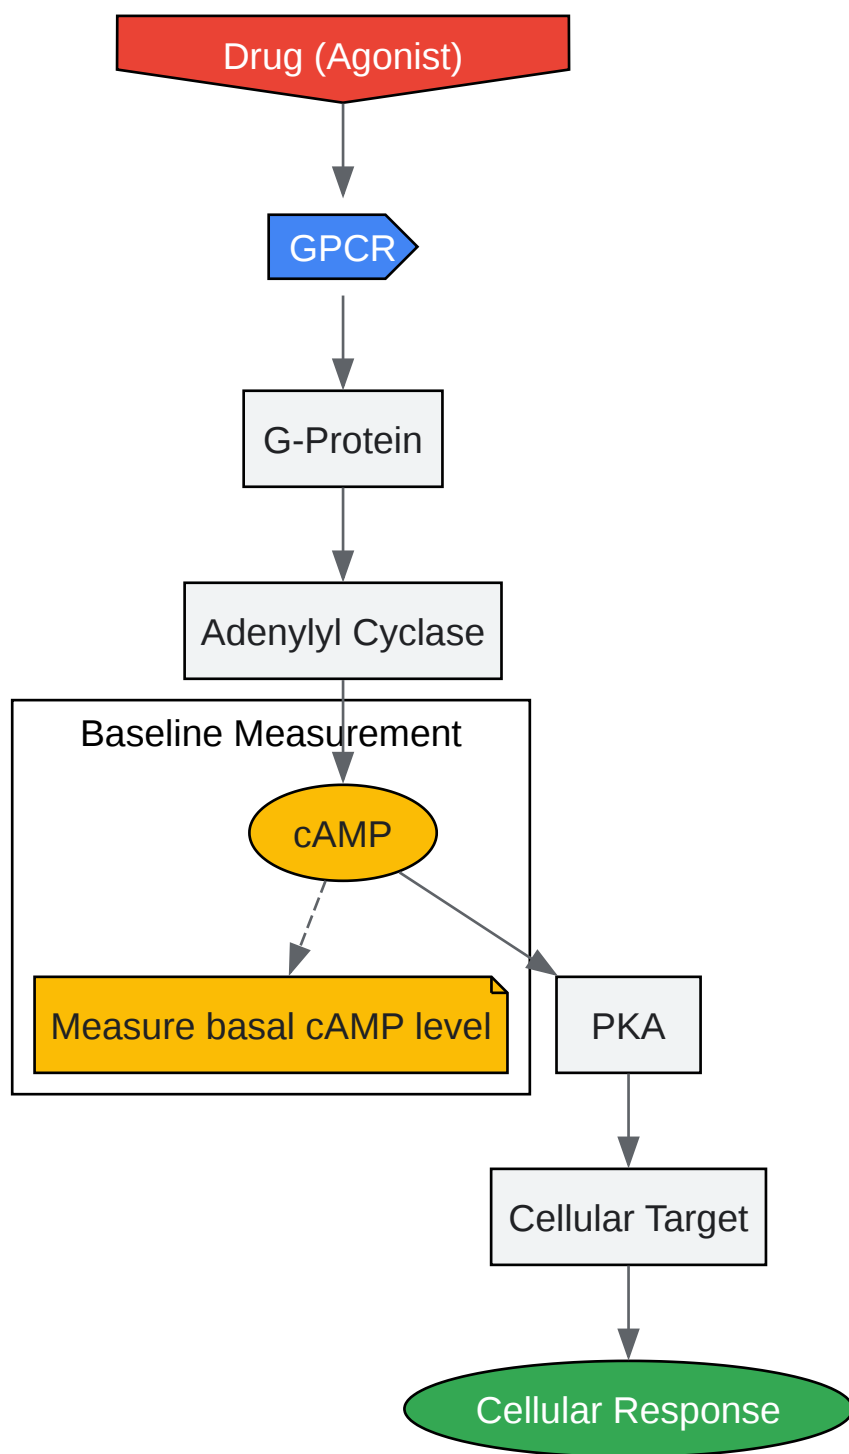 Drug (Agonist)
GPCR
G-Protein
Adenylyl Cyclase
Baseline Measurement
cAMP
Measure basal cAMP level
PKA
Cellular Target
Cellular Response